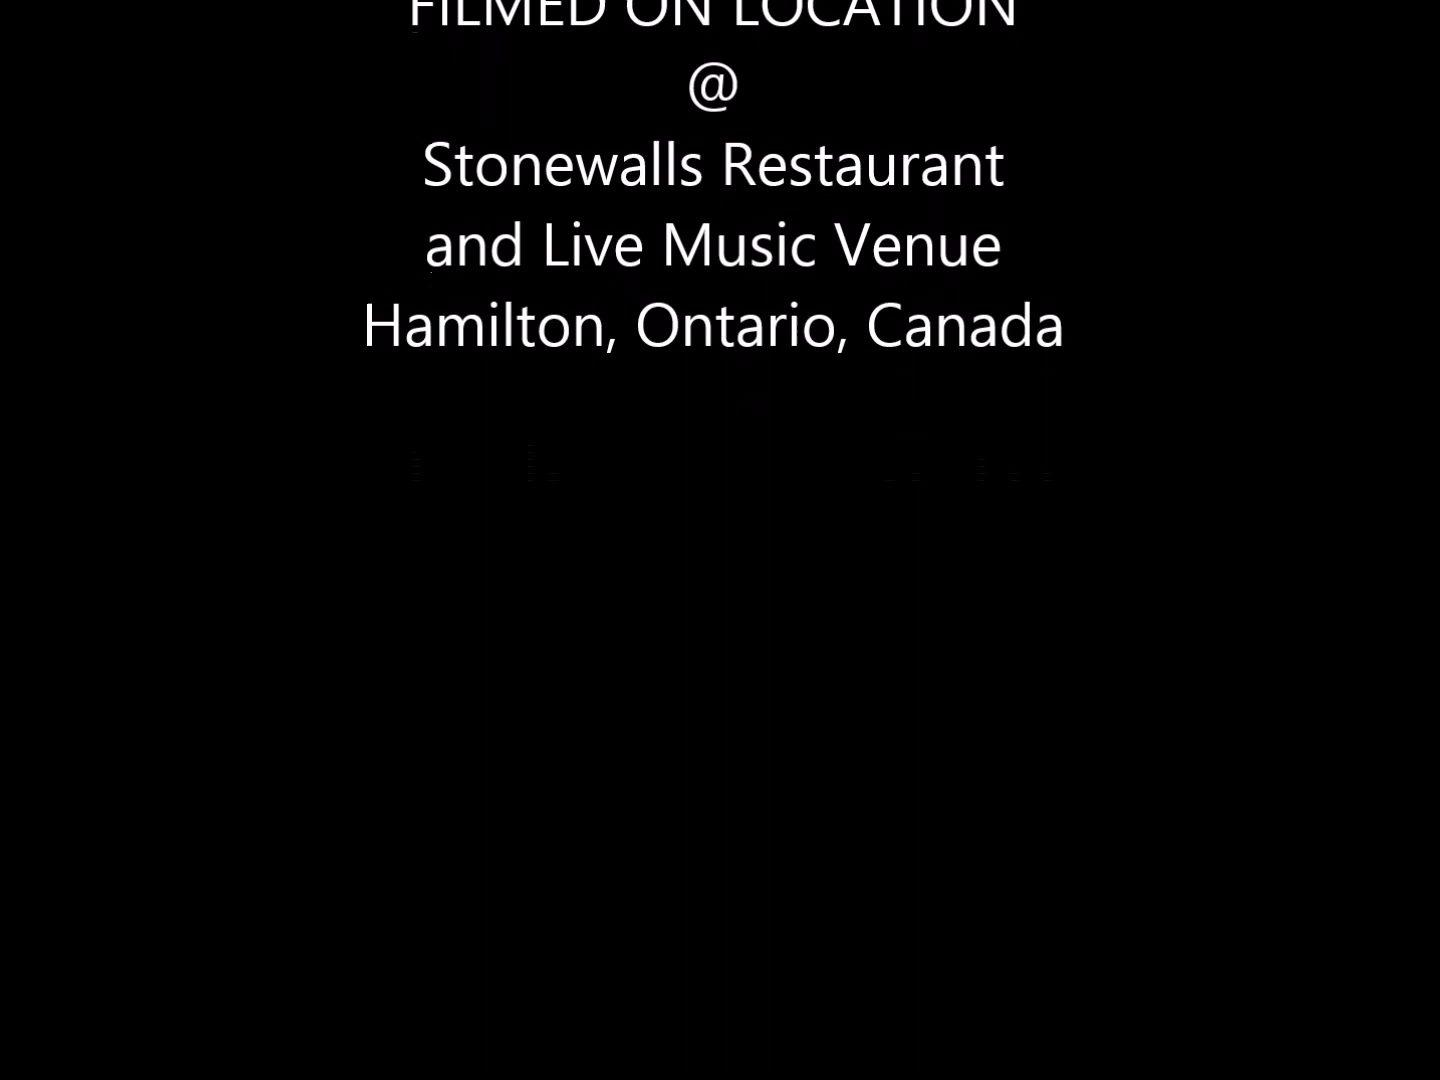 FILMED ON LOCATION
@
Stonewalls Restaurant
and Live Music Venue
Hamilton, Ontario, Canada